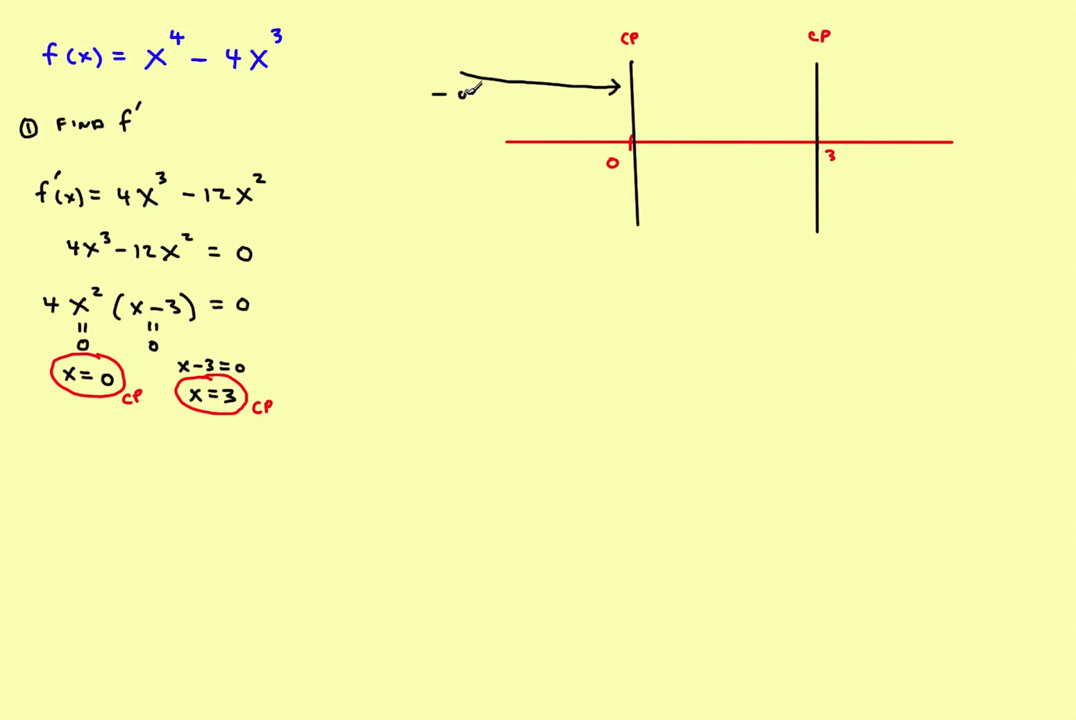 f(x) = x⁴ - 4x³
① FIND f'
f'(x) = 4x³ - 12x²
4x³ - 12x² = 0
4x² (x-3) = 0
" "
0 0
x-3=0
x=0 CP
x=3 CP
CP CP
- ∞
0 3